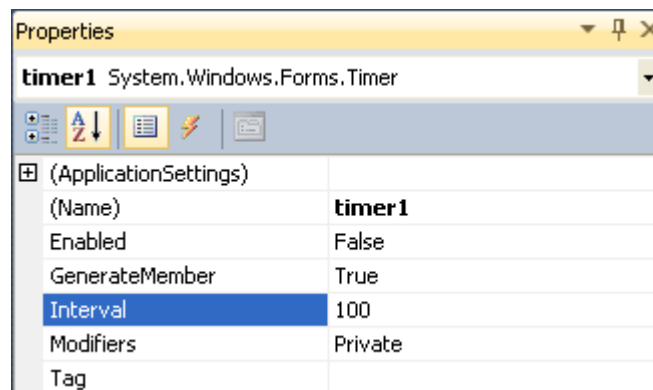 Properties
timer1 System.Windows.Forms.Timer
(ApplicationSettings)
(Name) timer1
Enabled False
GenerateMember True
Interval 100
Modifiers Private
Tag